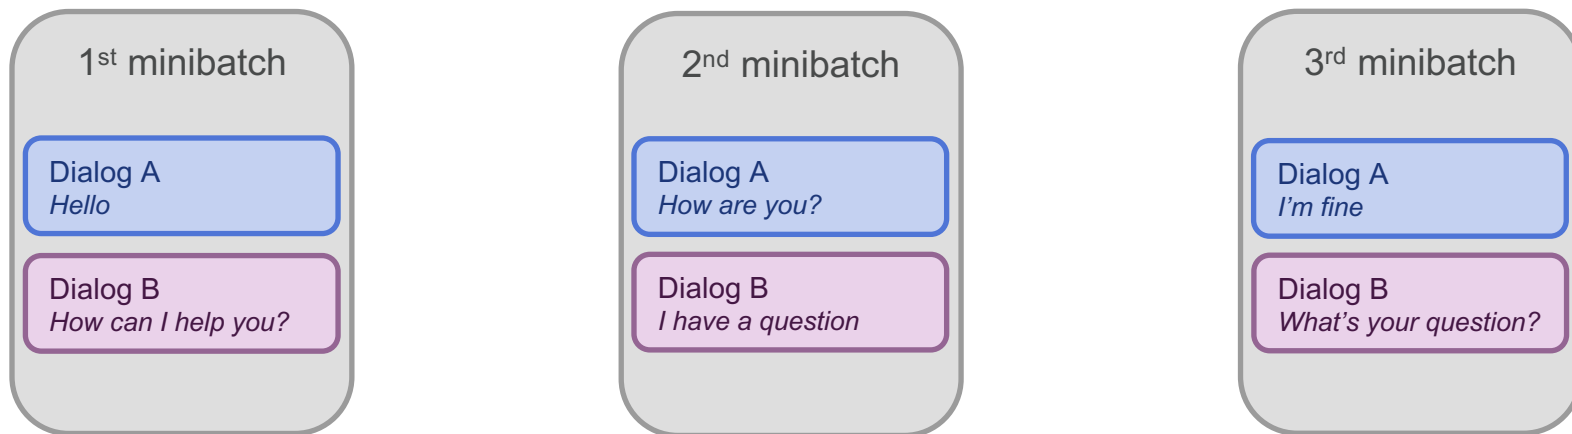 1st minibatch
Dialog A
Hello
Dialog B
How can I help you?
2nd minibatch
Dialog A
How are you?
Dialog B
I have a question
3rd minibatch
Dialog A
I'm fine
Dialog B
What's your question?